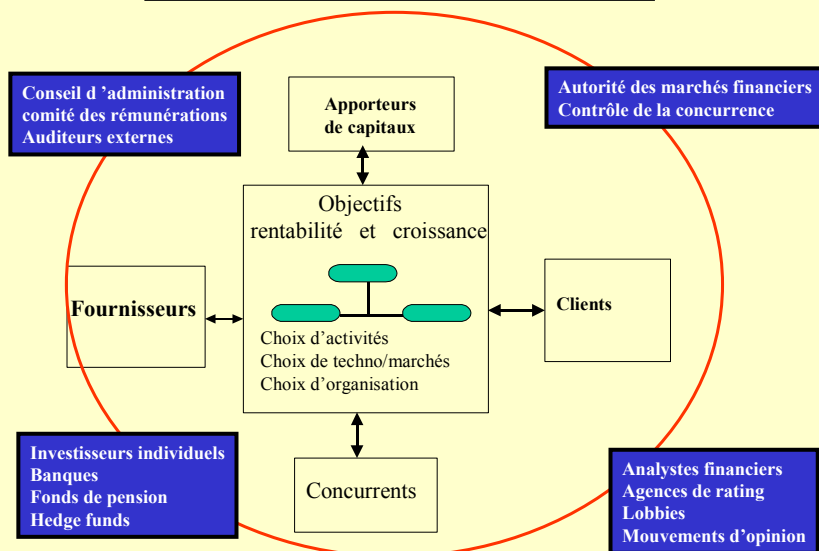 Conseil d ’administration
comité des rémunérations
Auditeurs externes
Apporteurs
de capitaux
Autorité des marchés financiers
Contrôle de la concurrence
Objectifs
rentabilité et croissance
Fournisseurs
Clients
Choix d’activités
Choix de techno/marchés
Choix d’organisation
Investisseurs individuels
Banques
Fonds de pension
Hedge funds
Concurrents
Analystes financiers
Agences de rating
Lobbies
Mouvements d’opinion